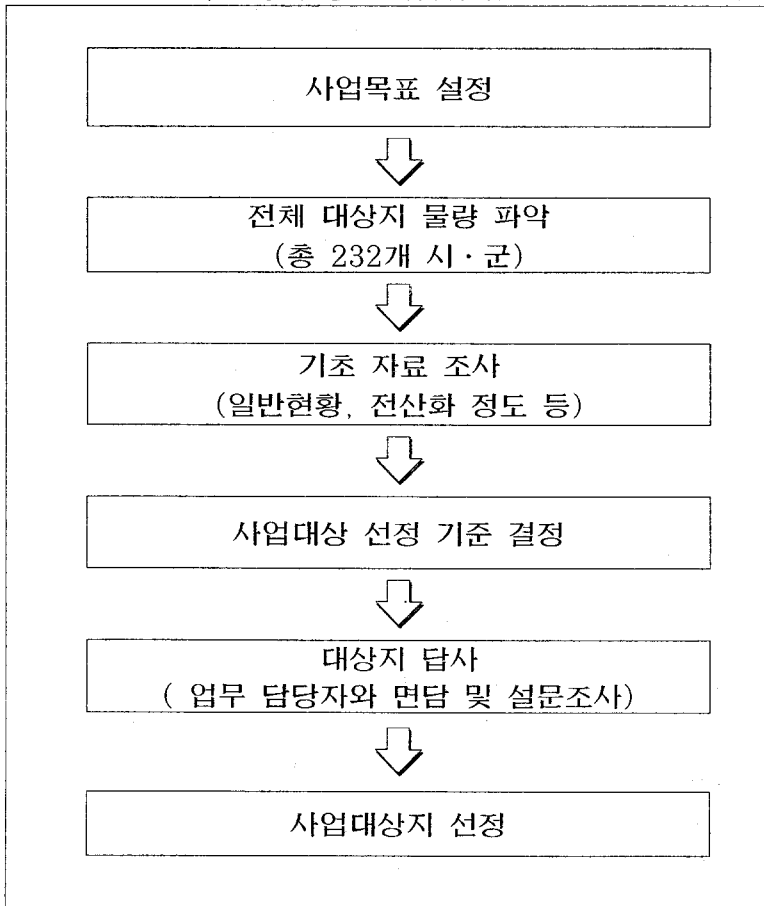 사업목표 설정
전체 대상지 물량 파악
(총 232개 시·군)
기초 자료 조사
(일반현황, 전산화 정도 등)
사업대상 선정 기준 결정
대상지 답사
( 업무 담당자와 면담 및 설문조사)
사업대상지 선정